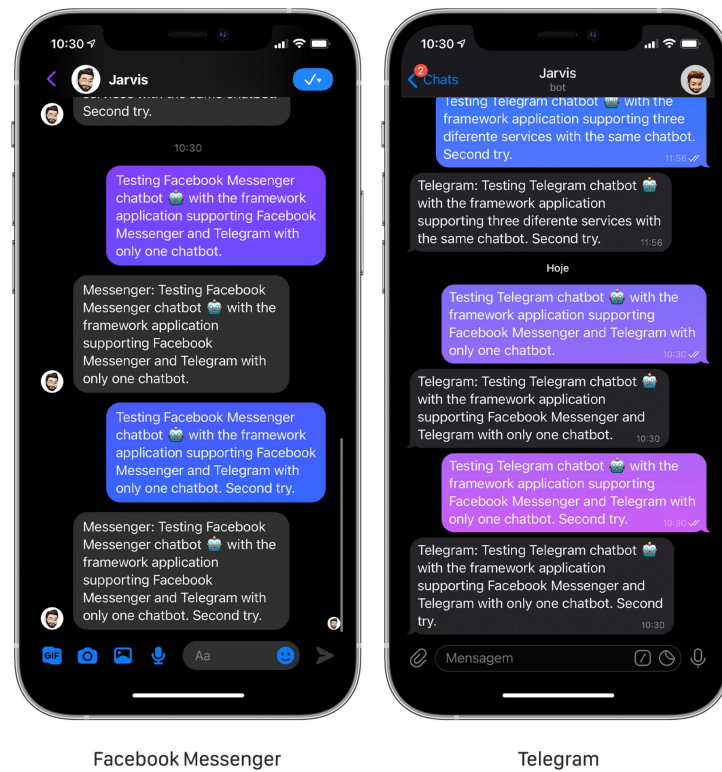 10:30
Jarvis
Second try.
10:30
Testing Facebook Messenger
chatbot 🤖 with the framework
application supporting Facebook
Messenger and Telegram with
only one chatbot.
Messenger: Testing Facebook
Messenger chatbot 🤖 with the
framework application
supporting Facebook
Messenger and Telegram with
only one chatbot.
Testing Facebook Messenger
chatbot 🤖 with the framework
application supporting Facebook
Messenger and Telegram with
only one chatbot. Second try.
Messenger: Testing Facebook
Messenger chatbot 🤖 with the
framework application
supporting Facebook
Messenger and Telegram with
only one chatbot. Second try.
GIF
Aa
Facebook Messenger
10:30
2
Chats
Jarvis
bot
Testing Telegram chatbot 🤖 with the
framework application supporting three
diferente services with the same chatbot.
Second try.
11:56
Telegram: Testing Telegram chatbot 🤖
with the framework application
supporting three diferente services with
the same chatbot. Second try.
11:56
Hoje
Testing Telegram chatbot 🤖 with the
framework application supporting
Facebook Messenger and Telegram with
only one chatbot.
10:30
Telegram: Testing Telegram chatbot 🤖
with the framework application
supporting Facebook Messenger and
Telegram with only one chatbot.
10:30
Testing Telegram chatbot 🤖 with the
framework application supporting
Facebook Messenger and Telegram with
only one chatbot. Second try.
10:30
Telegram: Testing Telegram chatbot 🤖
with the framework application
supporting Facebook Messenger and
Telegram with only one chatbot. Second
try.
10:30
Mensagem
Telegram